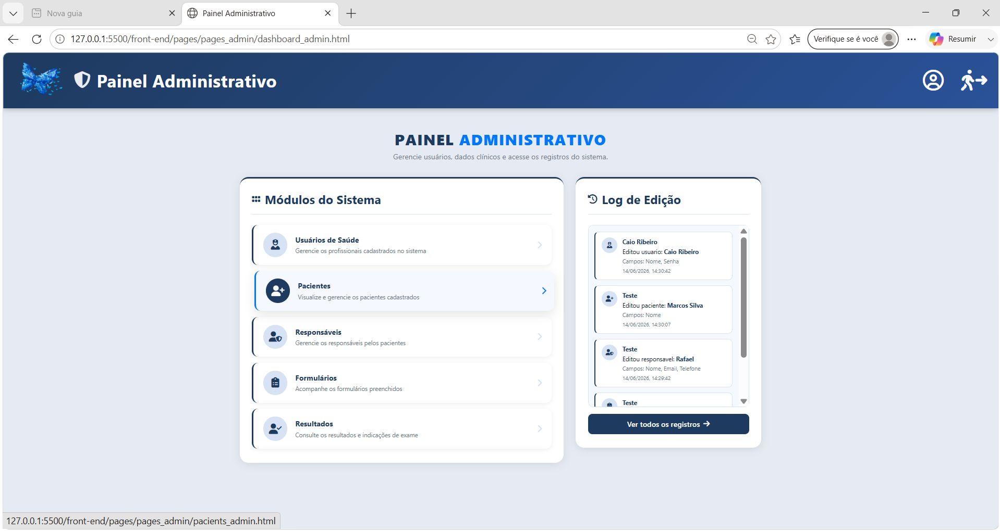 Nova guia
Painel Administrativo
127.0.0.1:5500/front-end/pages/pages_admin/dashboard_admin.html
Verifique se é você
Resumir
Painel Administrativo
PAINEL ADMINISTRATIVO
Gerencie usuários, dados clínicos e acesse os registros do sistema.
Módulos do Sistema
Usuários de Saúde
Gerencie os profissionais cadastrados no sistema
Pacientes
Visualize e gerencie os pacientes cadastrados
Responsáveis
Gerencie os responsáveis pelos pacientes
Formulários
Acompanhe os formulários preenchidos
Resultados
Consulte os resultados e indicações de exame
Log de Edição
Caio Ribeiro
Editou usuario: Caio Ribeiro
Campos: Nome, Senha
14/06/2026, 14:30:42
Teste
Editou paciente: Marcos Silva
Campos: Nome
14/06/2026, 14:30:07
Teste
Editou responsavel: Rafael
Campos: Nome, Email, Telefone
14/06/2026, 14:29:42
Teste
Ver todos os registros
127.0.0.1:5500/front-end/pages/pages_admin/pacients_admin.html